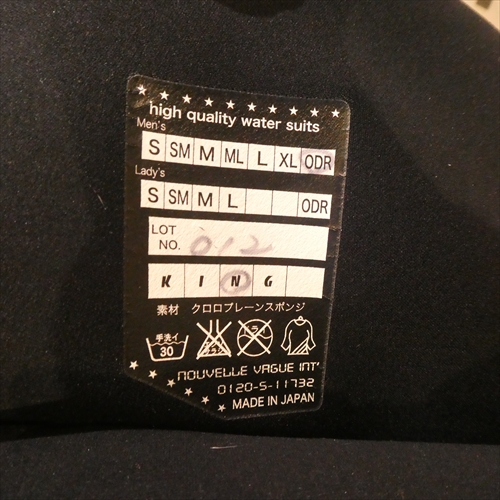 high quality water suits
Men's
S SM M ML L XL ODR
Lady's
S SM M L ODR
LOT NO. 012
K I N G
素材 クロロプレーンスポンジ
手洗イ 30
NOUVELLE VAGUE INT'
0120-5-11732
MADE IN JAPAN